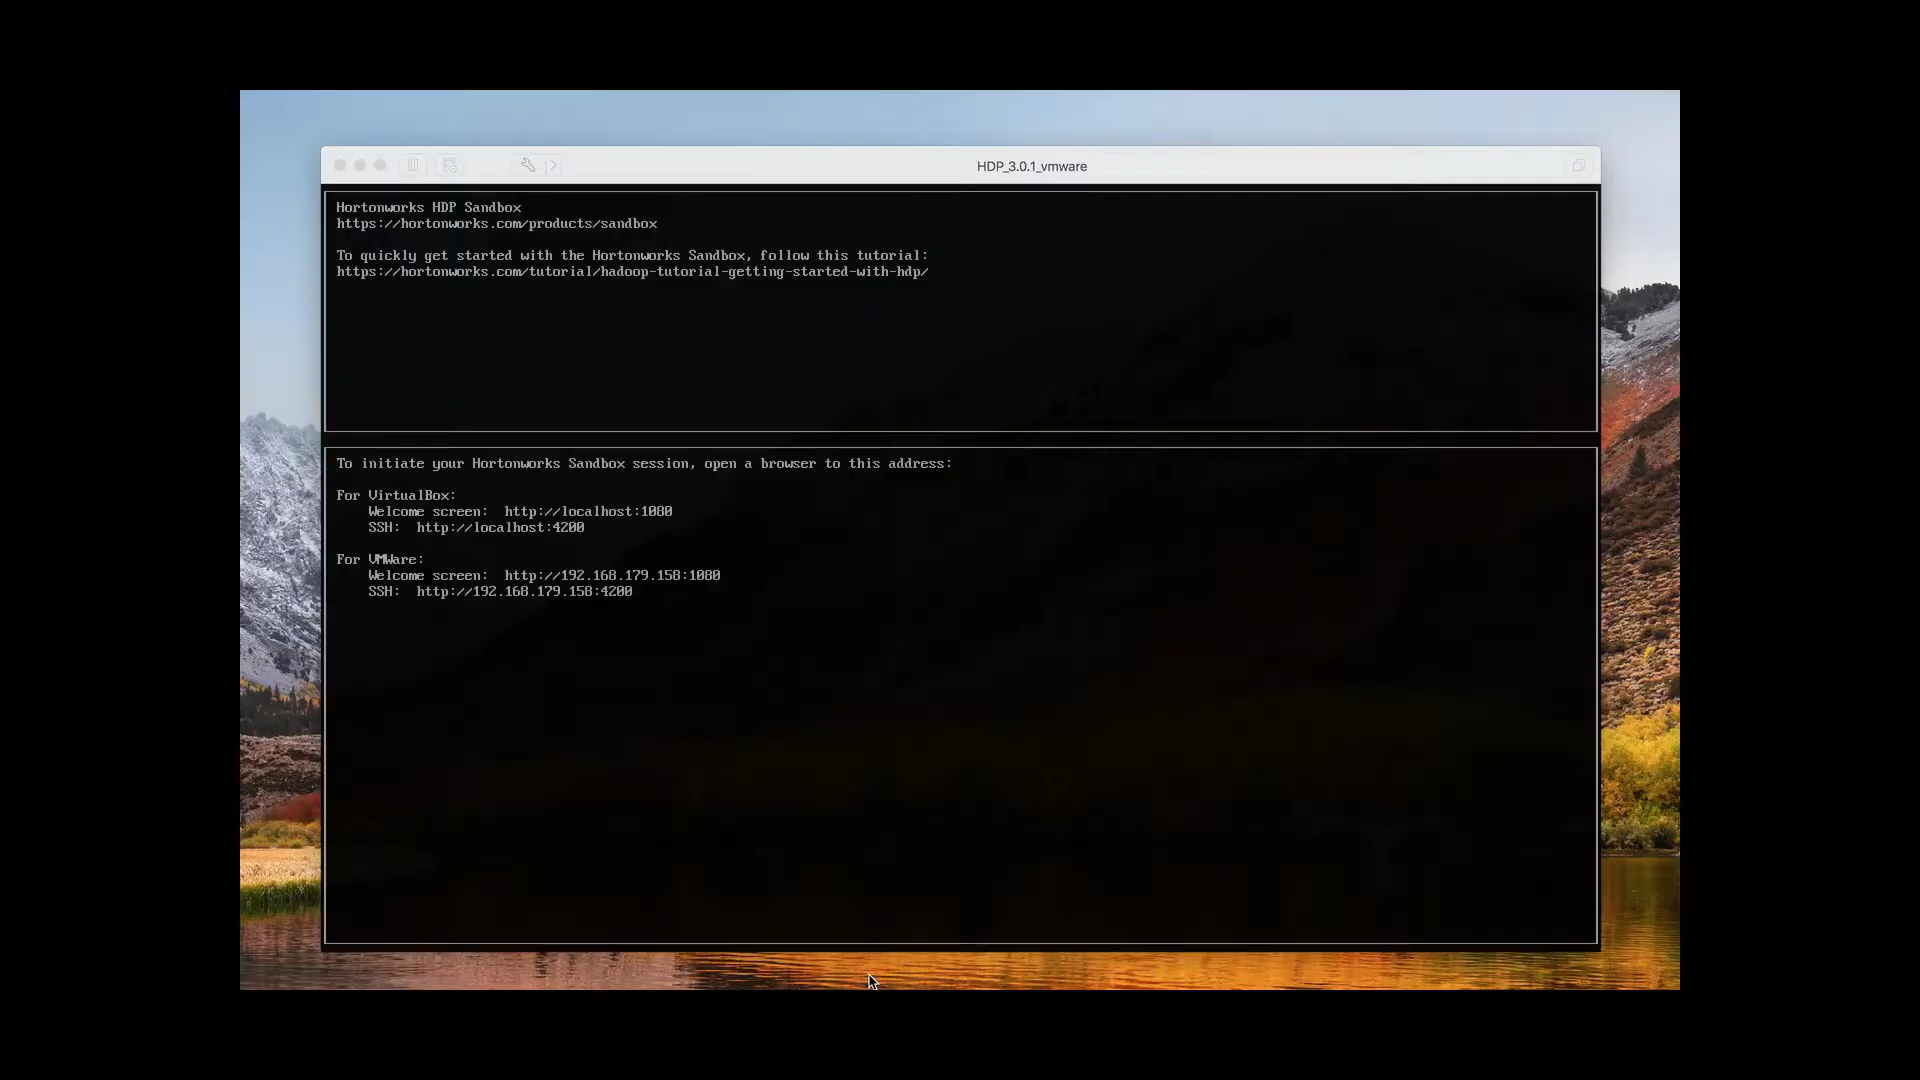 HDP_3.0.1_vmware
Hortonworks HDP Sandbox
https://hortonworks.com/products/sandbox
To quickly get started with the Hortonworks Sandbox, follow this tutorial:
https://hortonworks.com/tutorial/hadoop-tutorial-getting-started-with-hdp/
To initiate your Hortonworks Sandbox session, open a browser to this address:
For VirtualBox:
Welcome screen: http://localhost:1080
SSH: http://localhost:4200
For VMWare:
Welcome screen: http://192.168.179.158:1080
SSH: http://192.168.179.158:4200